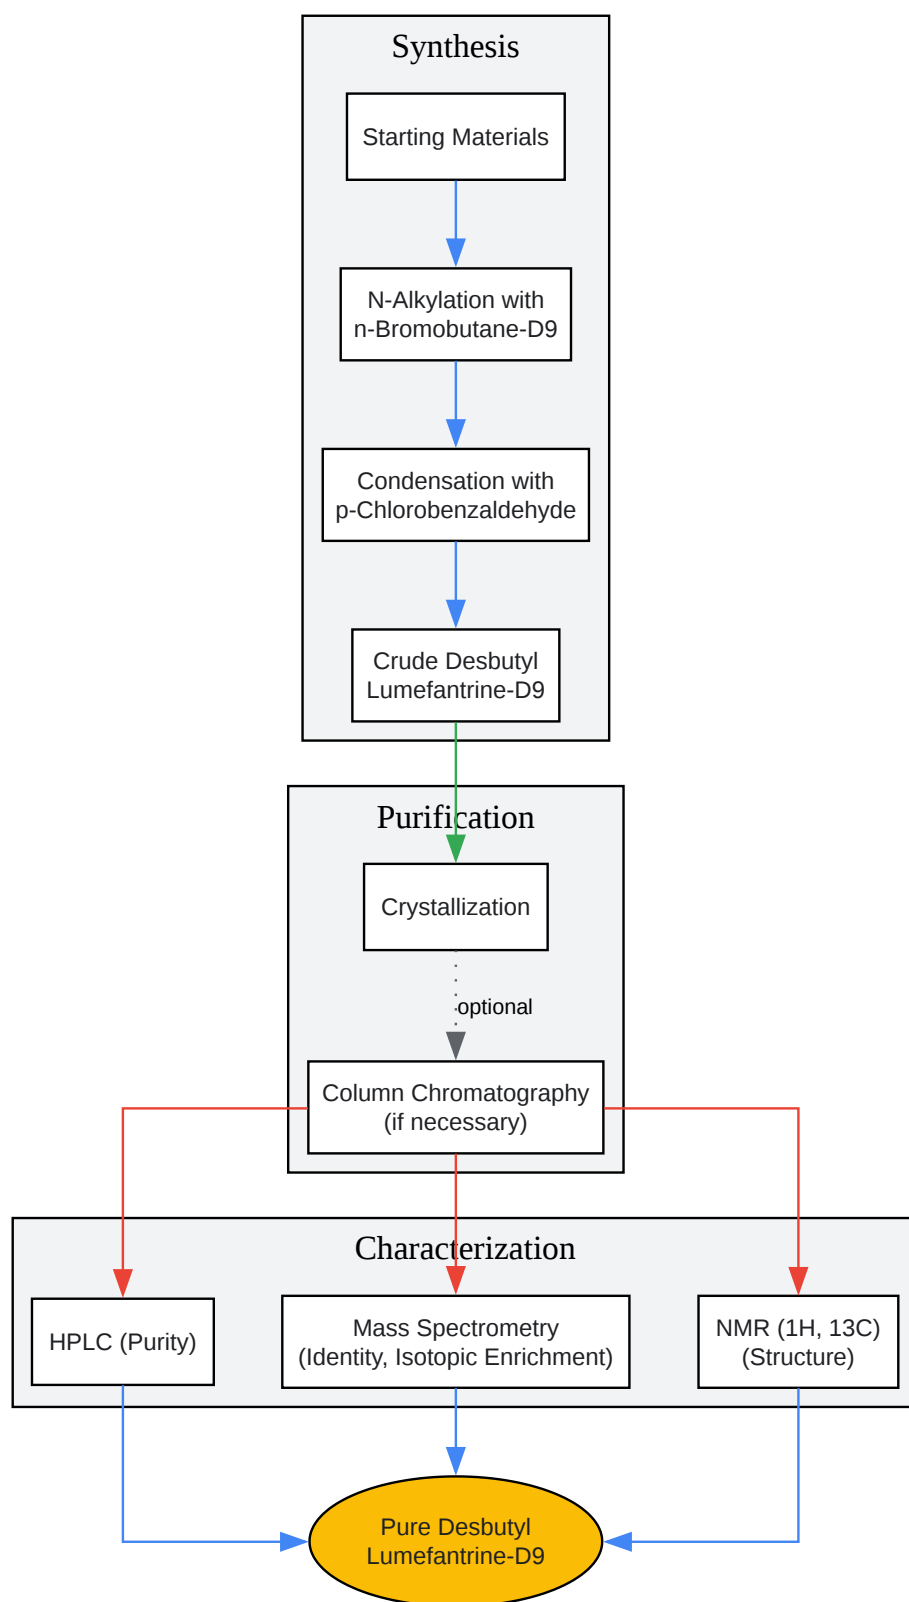 Synthesis
Starting Materials
N-Alkylation with
n-Bromobutane-D9
Condensation with
p-Chlorobenzaldehyde
Crude Desbutyl
Lumefantrine-D9
Purification
Crystallization
optional
Column Chromatography
(if necessary)
Characterization
HPLC (Purity)
Mass Spectrometry
(Identity, Isotopic Enrichment)
NMR (1H, 13C)
(Structure)
Pure Desbutyl
Lumefantrine-D9